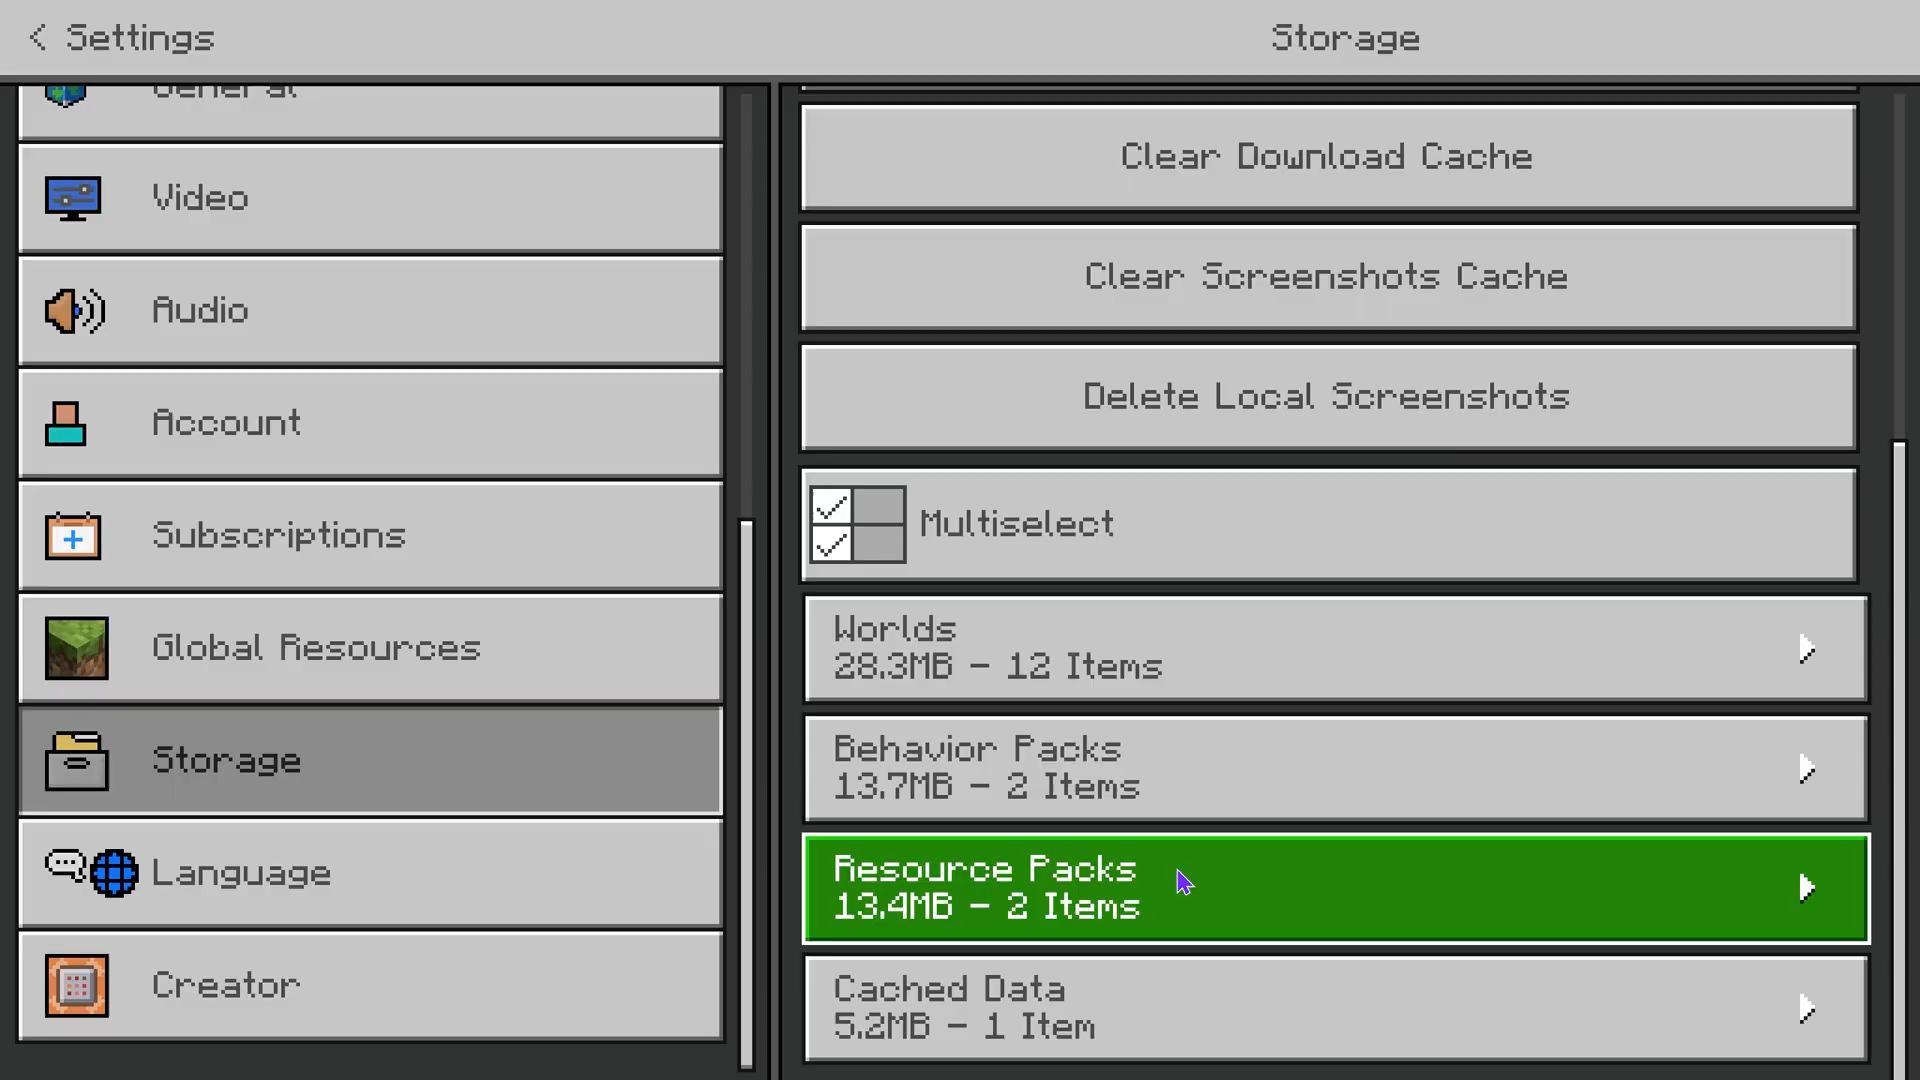 Settings
Storage
General
Video
Audio
Account
Subscriptions
Global Resources
Storage
Language
Creator
Clear Download Cache
Clear Screenshots Cache
Delete Local Screenshots
Multiselect
Worlds
28.3MB - 12 Items
Behavior Packs
13.7MB - 2 Items
Resource Packs
13.4MB - 2 Items
Cached Data
5.2MB - 1 Item